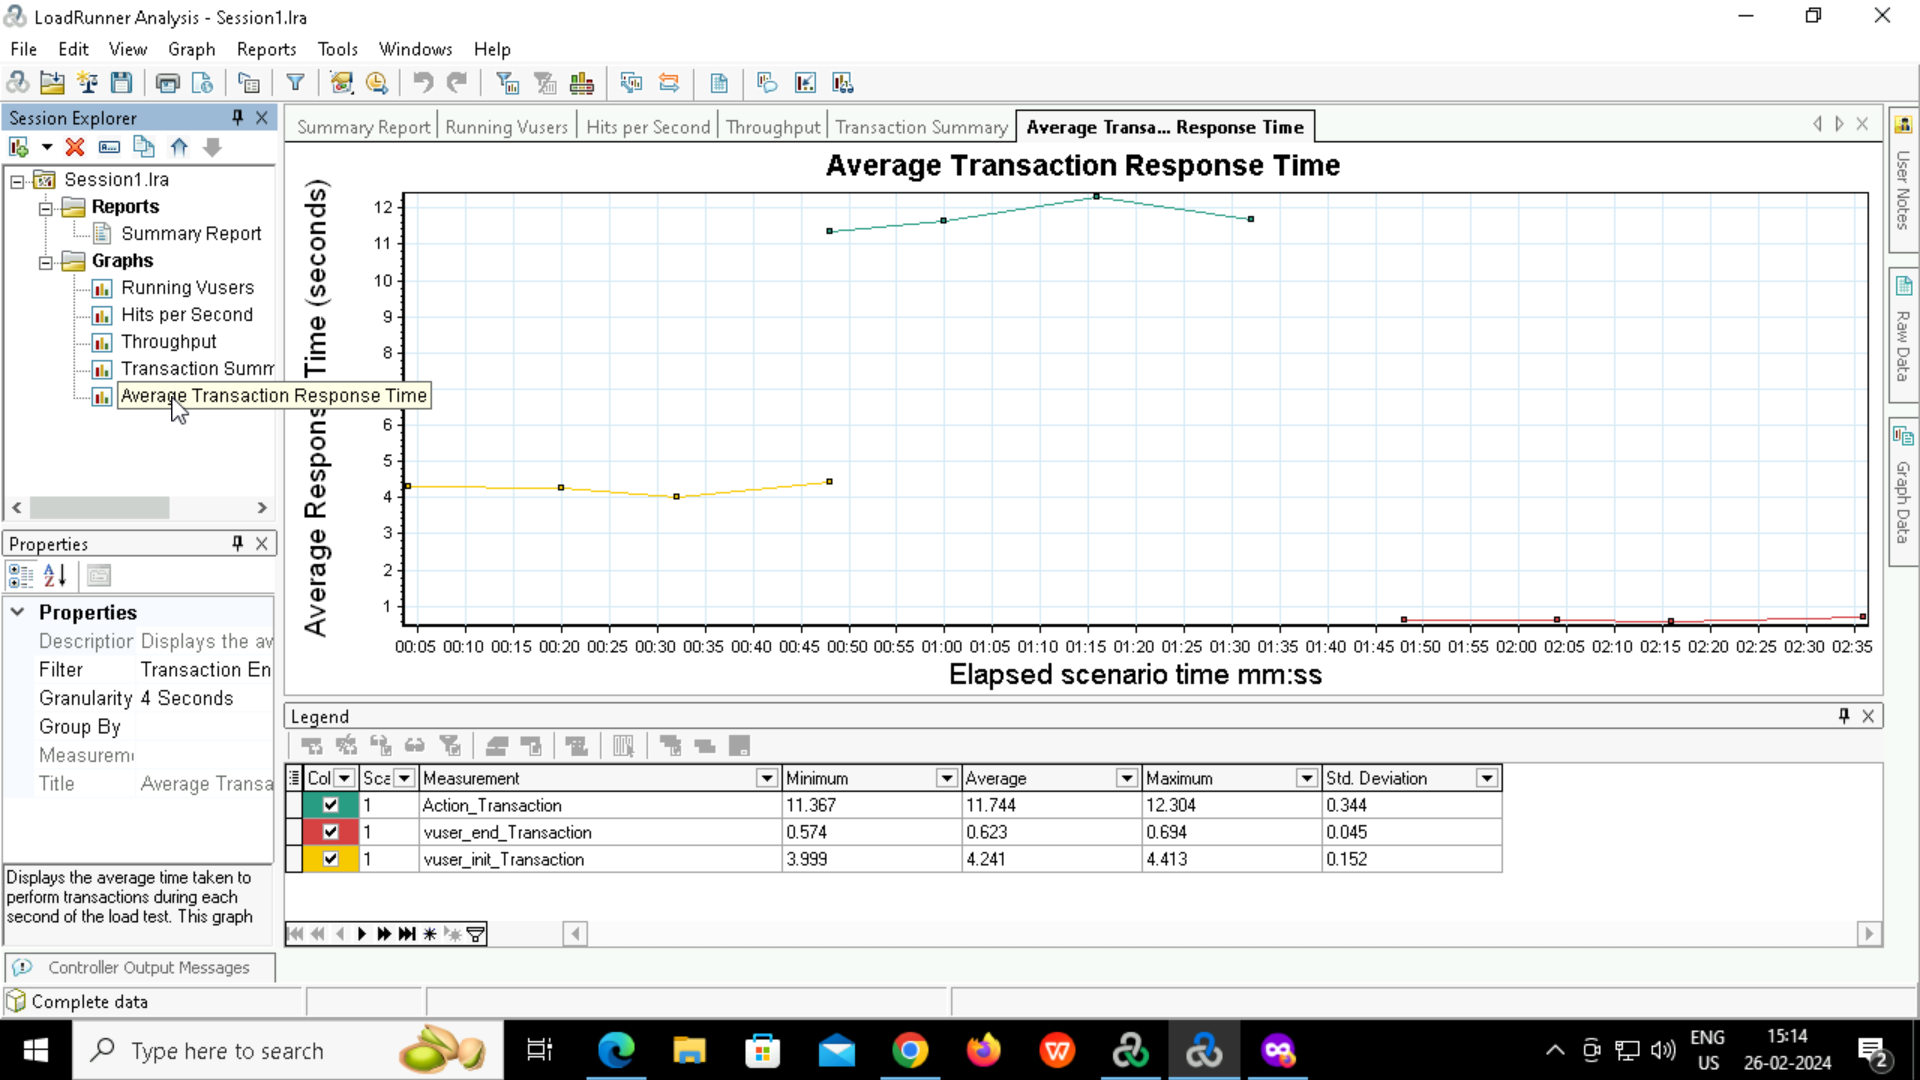 LoadRunner Analysis - Session1.lra
File Edit View Graph Reports Tools Windows Help
Session Explorer
Session1.lra
Reports
Summary Report
Graphs
Running Vusers
Hits per Second
Throughput
Transaction Summ
Average Transaction Response Time
Properties
Properties
Description Displays the av
Filter Transaction En
Granularity 4 Seconds
Group By
Measureme
Title Average Transa
Displays the average time taken to
perform transactions during each
second of the load test. This graph
Controller Output Messages
Complete data
Summary Report Running Vusers Hits per Second Throughput Transaction Summary Average Transa... Response Time
Average Transaction Response Time
Average Respons Time (seconds)
12
11
10
9
8
6
5
4
3
2
1
00:05 00:10 00:15 00:20 00:25 00:30 00:35 00:40 00:45 00:50 00:55 01:00 01:05 01:10 01:15 01:20 01:25 01:30 01:35 01:40 01:45 01:50 01:55 02:00 02:05 02:10 02:15 02:20 02:25 02:30 02:35
Elapsed scenario time mm:ss
Legend
Col Sca Measurement Minimum Average Maximum Std. Deviation
1 Action_Transaction 11.367 11.744 12.304 0.344
1 vuser_end_Transaction 0.574 0.623 0.694 0.045
1 vuser_init_Transaction 3.999 4.241 4.413 0.152
User Notes
Raw Data
Graph Data
Type here to search
ENG
US
15:14
26-02-2024
2